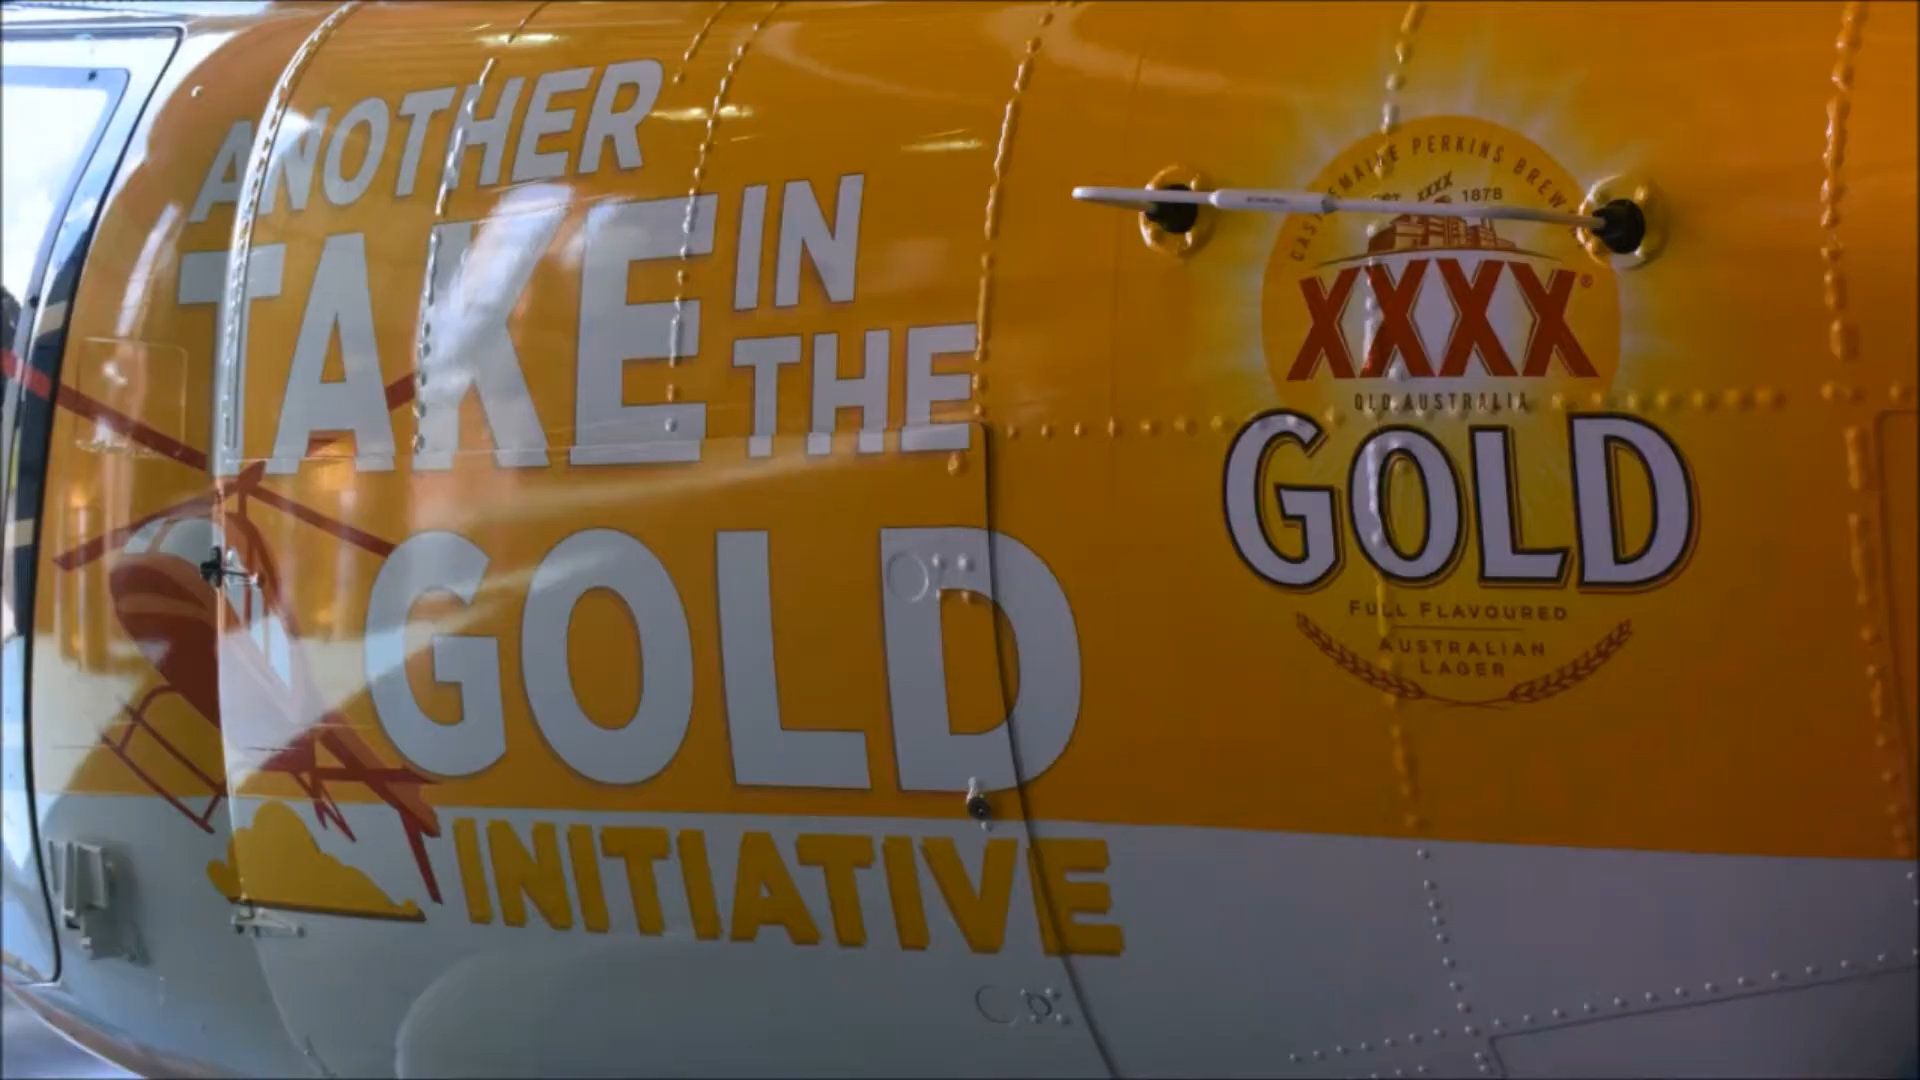 ANOTHER
TAKE IN
THE
GOLD
INITIATIVE
CASTLEMAINE PERKINS BREW
EST XXXX 1878
XXXX®
QLD AUSTRALIA
GOLD
FULL FLAVOURED
AUSTRALIAN
LAGER